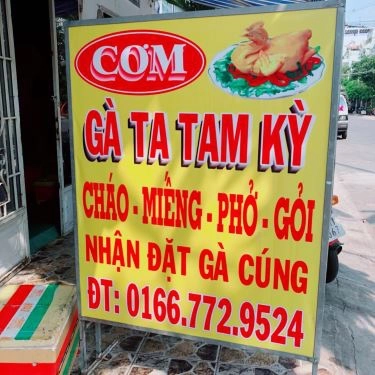 CƠM
GÀ TA TAM KỲ
CHÁO - MIẾNG - PHỞ - GỎI
NHẬN ĐẶT GÀ CÚNG
ĐT: 0166.772.9524